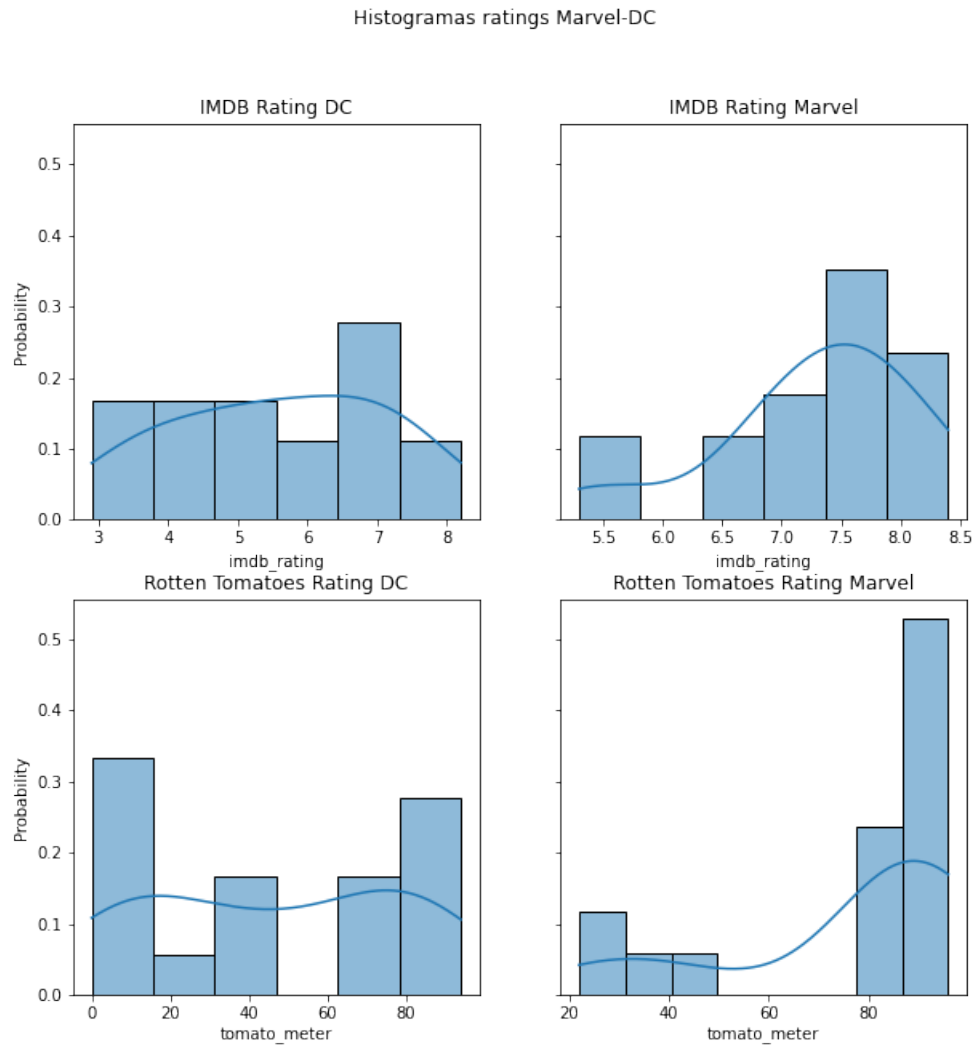 Histogramas ratings Marvel-DC
IMDB Rating DC
0.5
0.4
0.3
0.2
0.1
0.0
Probability
3 4 5 6 7 8
imdb_rating
IMDB Rating Marvel
5.5 6.0 6.5 7.0 7.5 8.0 8.5
imdb_rating
Rotten Tomatoes Rating DC
0.5
0.4
0.3
0.2
0.1
0.0
Probability
0 20 40 60 80
tomato_meter
Rotten Tomatoes Rating Marvel
20 40 60 80
tomato_meter